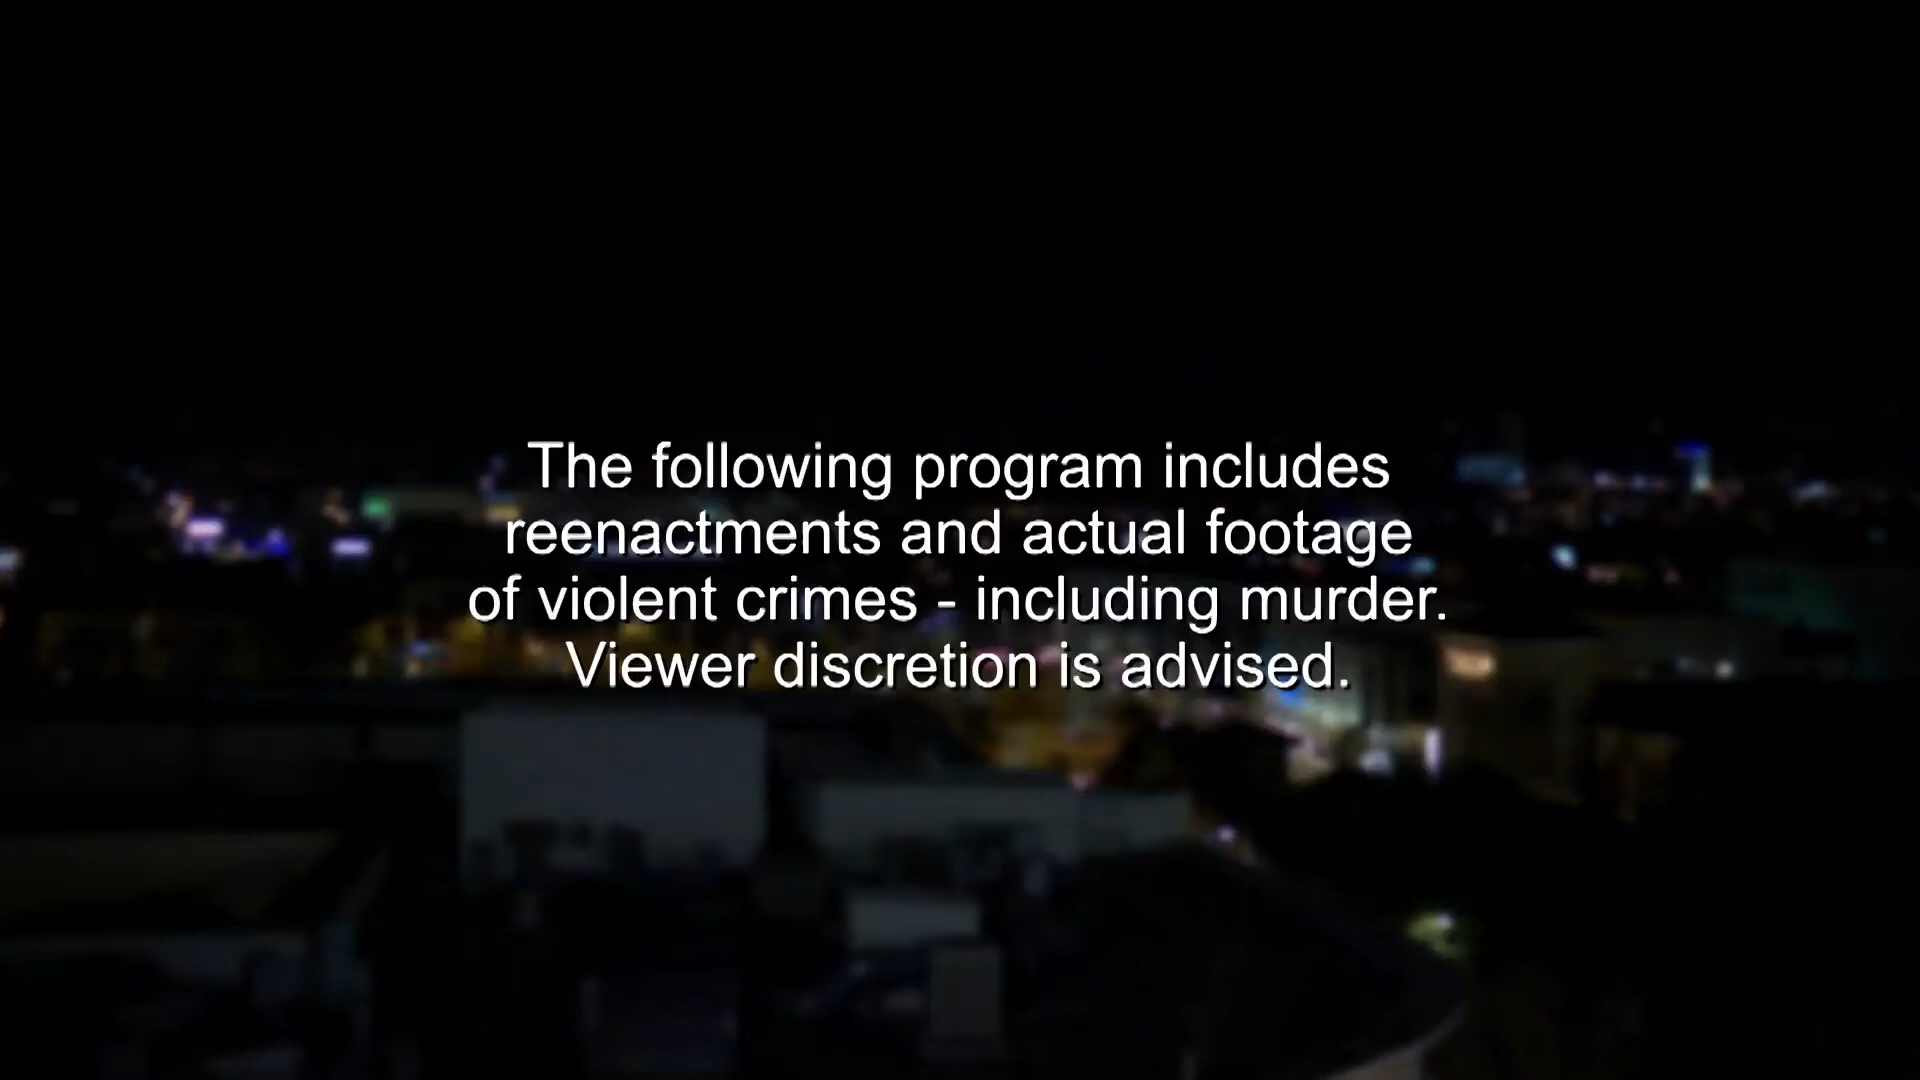 The following program includes
reenactments and actual footage
of violent crimes - including murder.
Viewer discretion is advised.